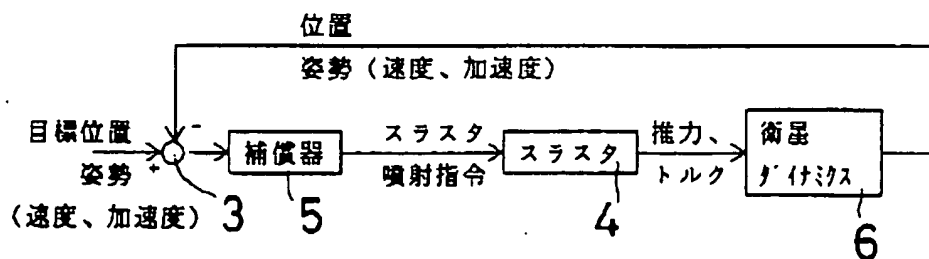 位置
姿勢(速度、加速度)
目標位置
姿勢
(速度、加速度)
-
+
3
補償器
5
スラスタ
噴射指令
スラスタ
4
推力、
トルク
衛星
ダイナミクス
6